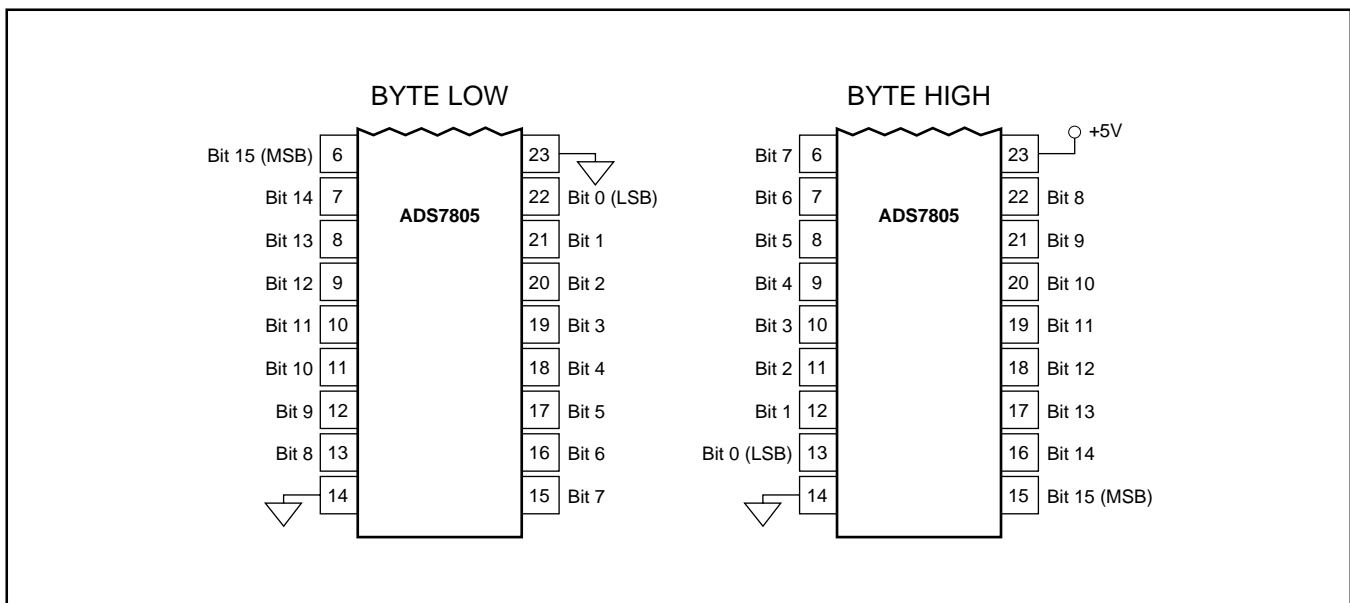 BYTE LOW BYTE HIGH
Bit 15 (MSB) 6 23 Bit 7 6 23 +5V
Bit 14 7 ADS7805 22 Bit 0 (LSB) Bit 6 7 ADS7805 22 Bit 8
Bit 13 8 21 Bit 1 Bit 5 8 21 Bit 9
Bit 12 9 20 Bit 2 Bit 4 9 20 Bit 10
Bit 11 10 19 Bit 3 Bit 3 10 19 Bit 11
Bit 10 11 18 Bit 4 Bit 2 11 18 Bit 12
Bit 9 12 17 Bit 5 Bit 1 12 17 Bit 13
Bit 8 13 16 Bit 6 Bit 0 (LSB) 13 16 Bit 14
14 15 Bit 7 14 15 Bit 15 (MSB)